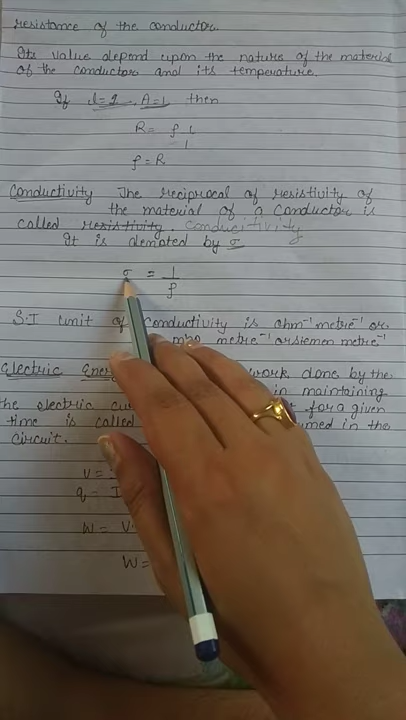 resistance of the conductor.
Its value depend upon the nature of the material
of the conductor and its temperature.
If l=1 A=1 then
R= ρ 1
1
ρ=R
Conductivity The reciprocal of resistivity of
the material of a conductor is
called resistivity. conductivity
It is denoted by σ
σ = 1
ρ
S.I unit of conductivity is ohm⁻¹ metre⁻¹ or
mho metre⁻¹ or siemen metre⁻¹
Electric work done by the
in maintaining
the electric for a given
time is called in the
circuit.
V =
q = I
W = V
W =